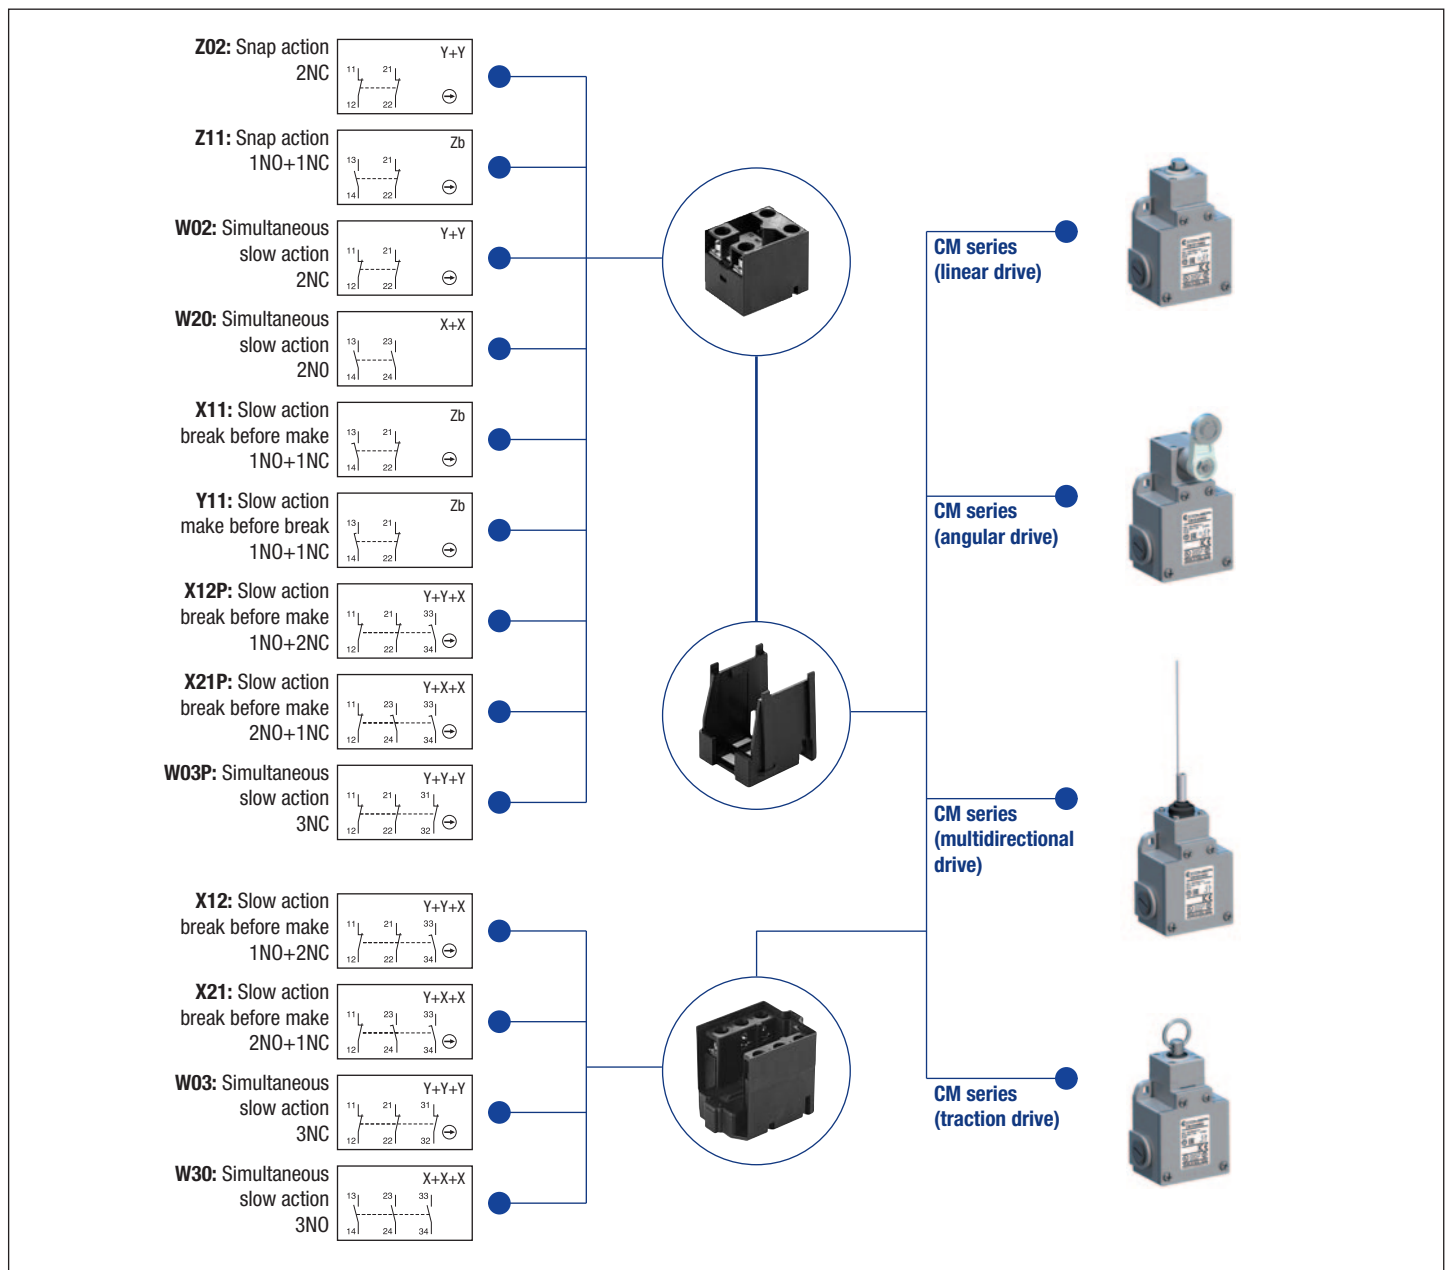 Z02: Snap action
2NC
Y+Y
11 21
12 22
Z11: Snap action
1NO+1NC
Zb
13 21
14 22
W02: Simultaneous
slow action
2NC
Y+Y
11 21
12 22
W20: Simultaneous
slow action
2NO
X+X
13 23
14 24
X11: Slow action
break before make
1NO+1NC
Zb
13 21
14 22
Y11: Slow action
make before break
1NO+1NC
Zb
13 21
14 22
X12P: Slow action
break before make
1NO+2NC
Y+Y+X
11 21 33
12 22 34
X21P: Slow action
break before make
2NO+1NC
Y+X+X
11 23 33
12 24 34
W03P: Simultaneous
slow action
3NC
Y+Y+Y
11 21 31
12 22 32
X12: Slow action
break before make
1NO+2NC
Y+Y+X
11 21 33
12 22 34
X21: Slow action
break before make
2NO+1NC
Y+X+X
11 23 33
12 24 34
W03: Simultaneous
slow action
3NC
Y+Y+Y
11 21 31
12 22 32
W30: Simultaneous
slow action
3NO
X+X+X
13 23 33
14 24 34
CM series
(linear drive)
CM series
(angular drive)
CM series
(multidirectional
drive)
CM series
(traction drive)